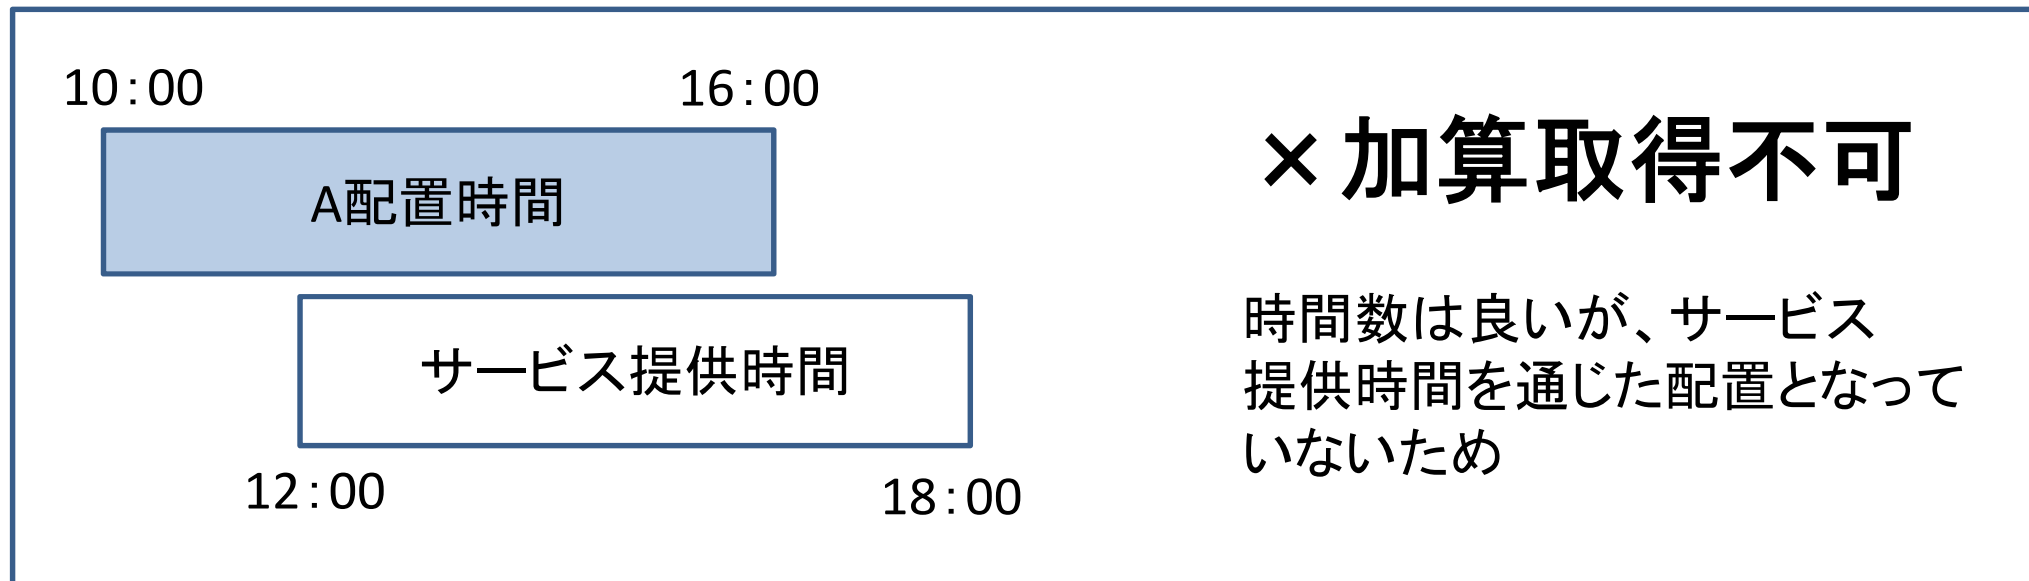 10:00
16:00
A配置時間
サービス提供時間
12:00
18:00
×加算取得不可
時間数は良いが、サービス
提供時間を通じた配置となって
いないため